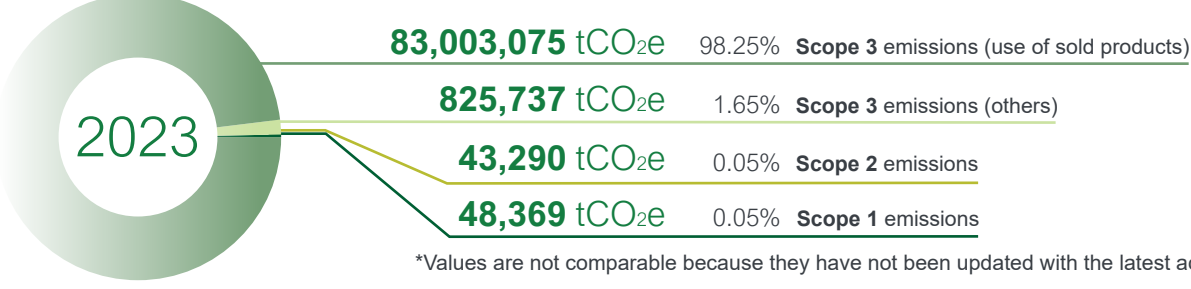 2023
83,003,075 tCO2e 98.25% Scope 3 emissions (use of sold products)
825,737 tCO2e 1.65% Scope 3 emissions (others)
43,290 tCO2e 0.05% Scope 2 emissions
48,369 tCO2e 0.05% Scope 1 emissions
*Values are not comparable because they have not been updated with the latest